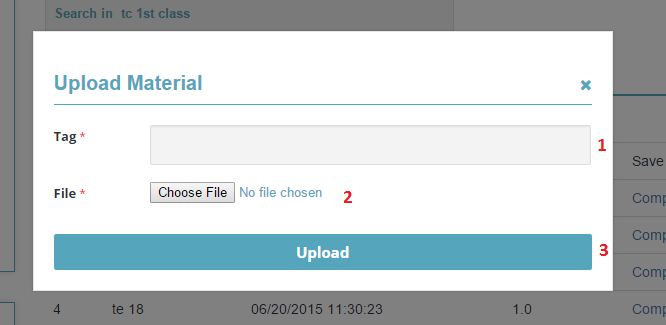 Search in tc 1st class
Upload Material ✖
Tag * 1
Save
File * Choose File No file chosen 2
Comp
Comp
Upload 3
Comp
4 te 18 06/20/2015 11:30:23 1.0 Comp